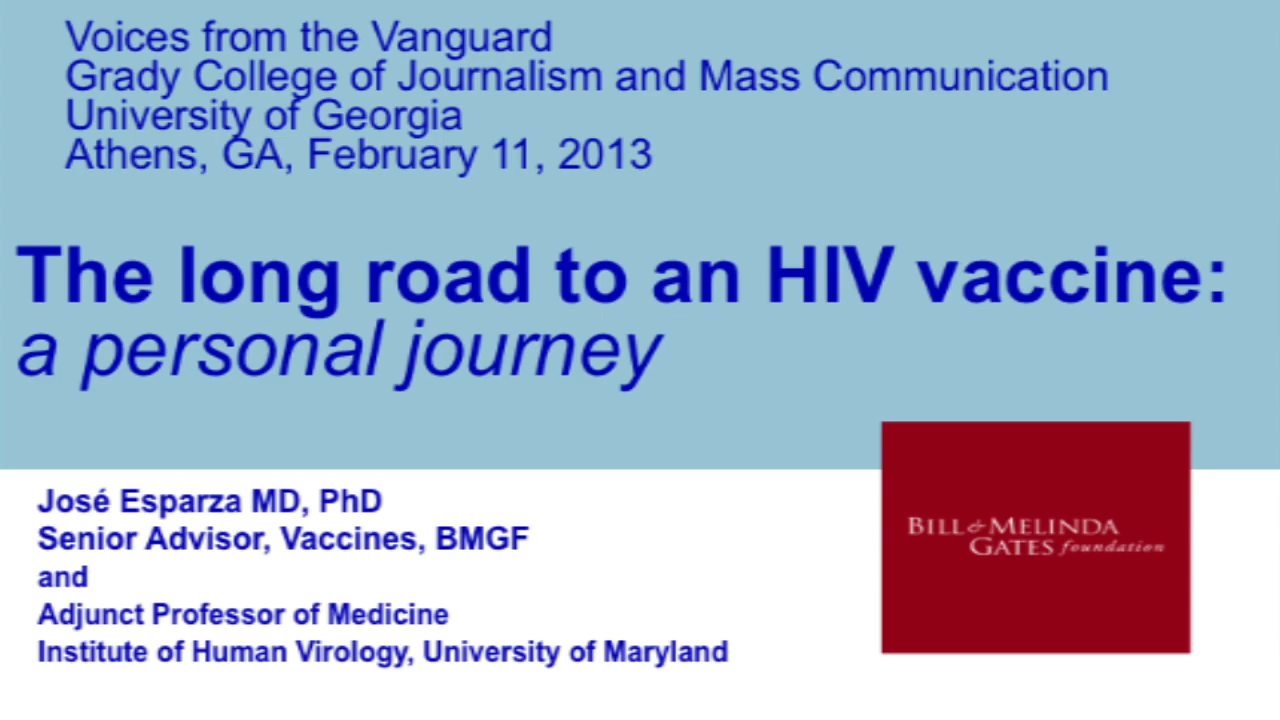 Voices from the Vanguard
Grady College of Journalism and Mass Communication
University of Georgia
Athens, GA, February 11, 2013
The long road to an HIV vaccine:
a personal journey
José Esparza MD, PhD
Senior Advisor, Vaccines, BMGF
and
Adjunct Professor of Medicine
Institute of Human Virology, University of Maryland
BILL & MELINDA
GATES foundation